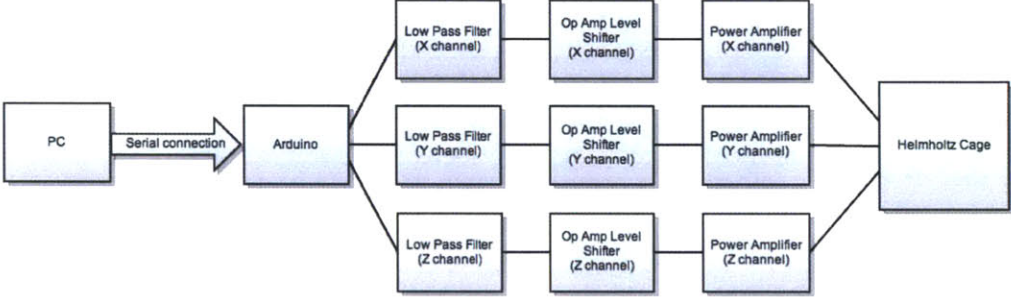 PC
Serial connection
Arduino
Low Pass Filter
(X channel)
Op Amp Level
Shifter
(X channel)
Power Amplifier
(X channel)
Low Pass Filter
(Y channel)
Op Amp Level
Shifter
(Y channel)
Power Amplifier
(Y channel)
Low Pass Filter
(Z channel)
Op Amp Level
Shifter
(Z channel)
Power Amplifier
(Z channel)
Helmholtz Cage